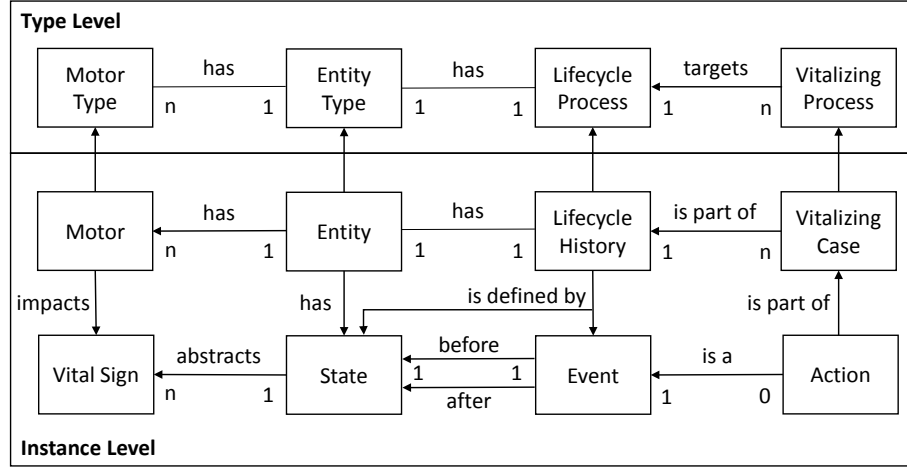 Type Level
Motor
Type
has
n
1
Entity
Type
has
1
1
Lifecycle
Process
targets
1
n
Vitalizing
Process
Motor
has
n
1
Entity
has
1
1
Lifecycle
History
is part of
1
n
Vitalizing
Case
impacts
has
is defined by
is part of
Vital Sign
abstracts
n
1
State
before
1
1
after
Event
is a
1
0
Action
Instance Level